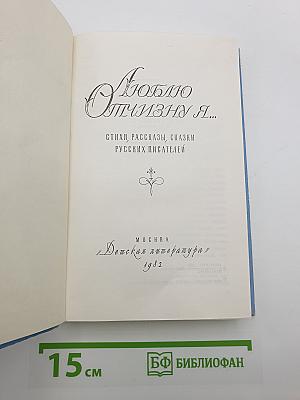 Люблю
Отчизну я...
СТИХИ, РАССКАЗЫ, СКАЗКИ
РУССКИХ ПИСАТЕЛЕЙ
МОСКВА
«Детская литература»
1982
15 см
БФ БИБЛИОФАН